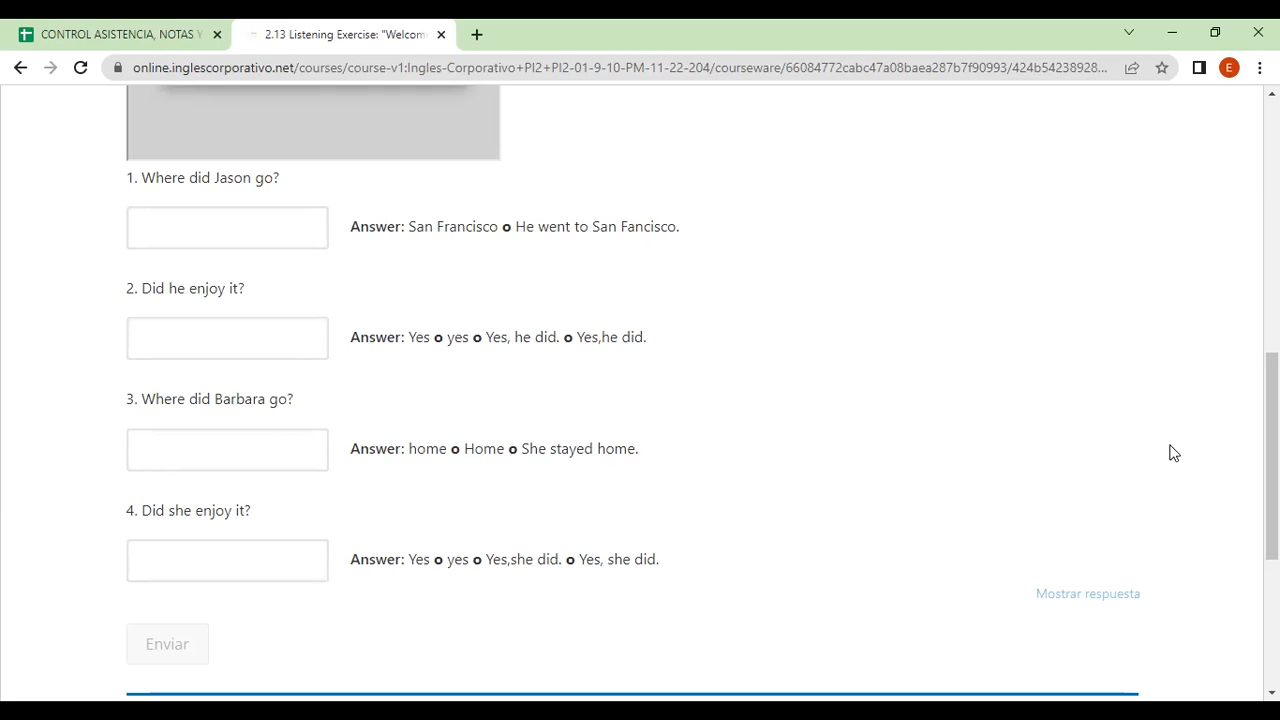 CONTROL ASISTENCIA, NOTAS Y
2.13 Listening Exercise: "Welcom
online.inglescorporativo.net/courses/course-v1:Ingles-Corporativo+PI2+PI2-01-9-10-PM-11-22-204/courseware/66084772cabc47a08baea287b7f90993/424b54238928...
E
1. Where did Jason go?
Answer: San Francisco o He went to San Fancisco.
2. Did he enjoy it?
Answer: Yes o yes o Yes, he did. o Yes,he did.
3. Where did Barbara go?
Answer: home o Home o She stayed home.
4. Did she enjoy it?
Answer: Yes o yes o Yes,she did. o Yes, she did.
Mostrar respuesta
Enviar